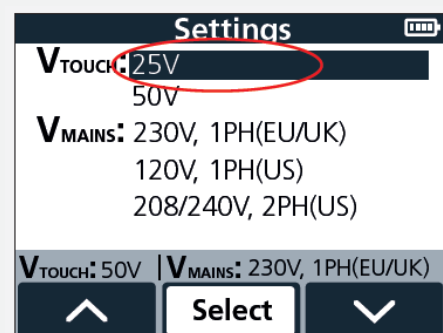 Settings
VTOUCH: 25V
50V
VMAINS: 230V, 1PH(EU/UK)
120V, 1PH(US)
208/240V, 2PH(US)
VTOUCH: 50V | VMAINS: 230V, 1PH(EU/UK)
Select